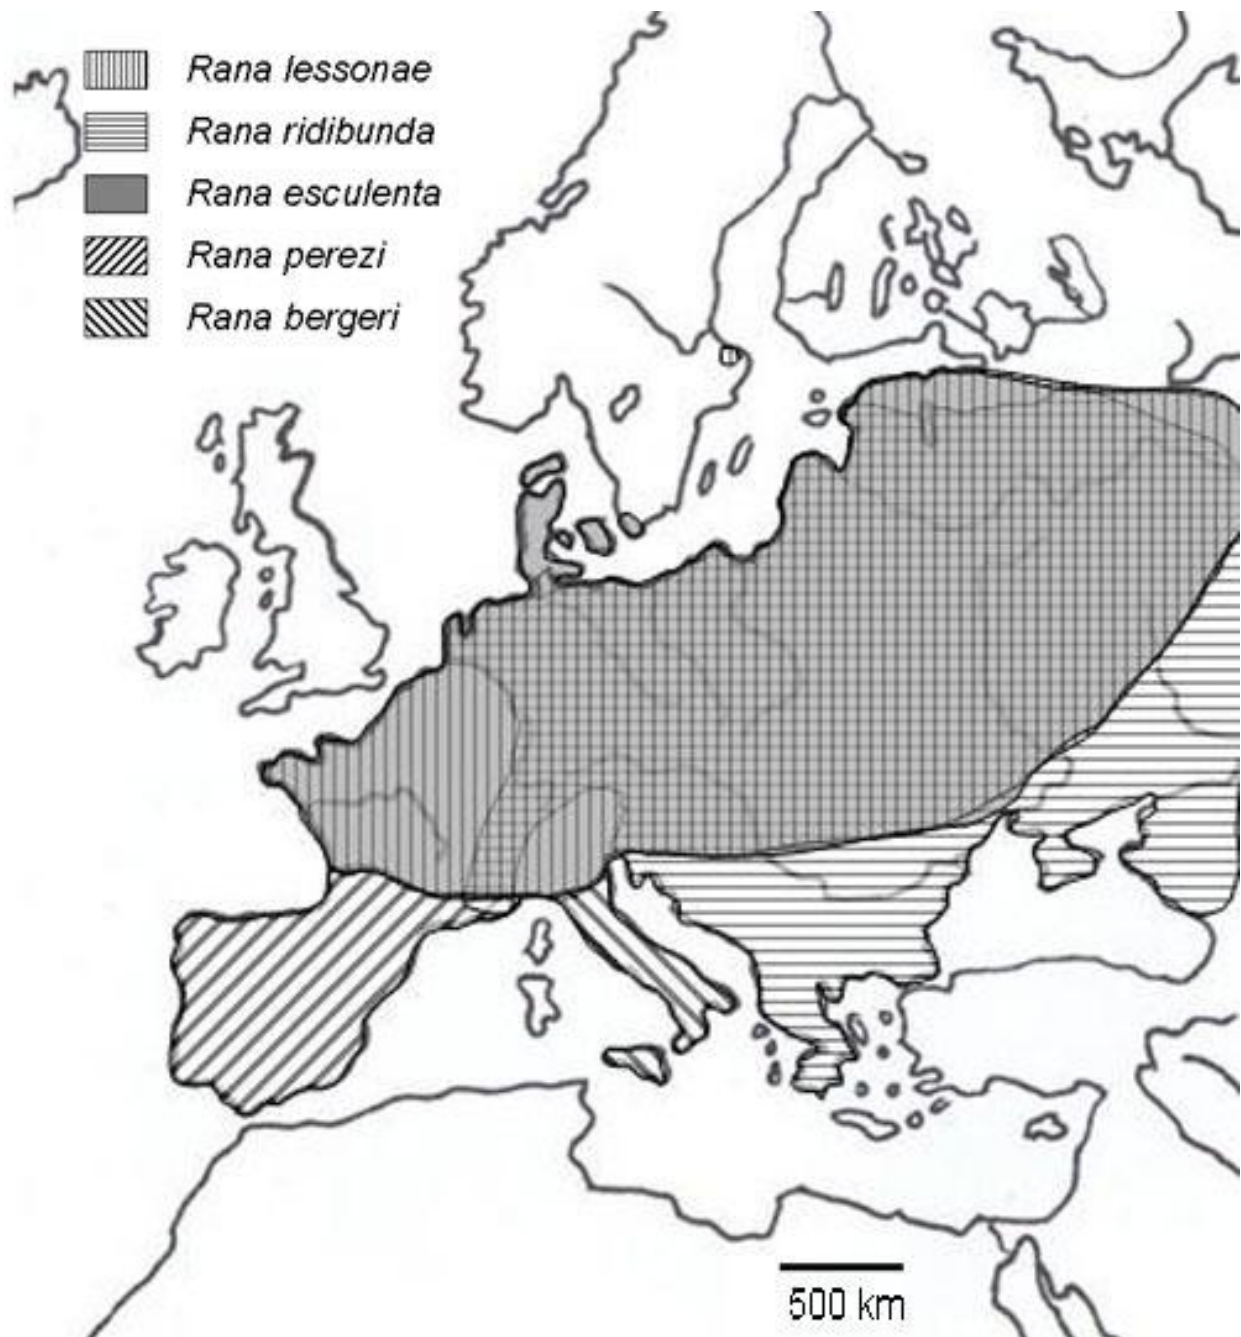 Rana lessonae
Rana ridibunda
Rana esculenta
Rana perezi
Rana bergeri
500 km